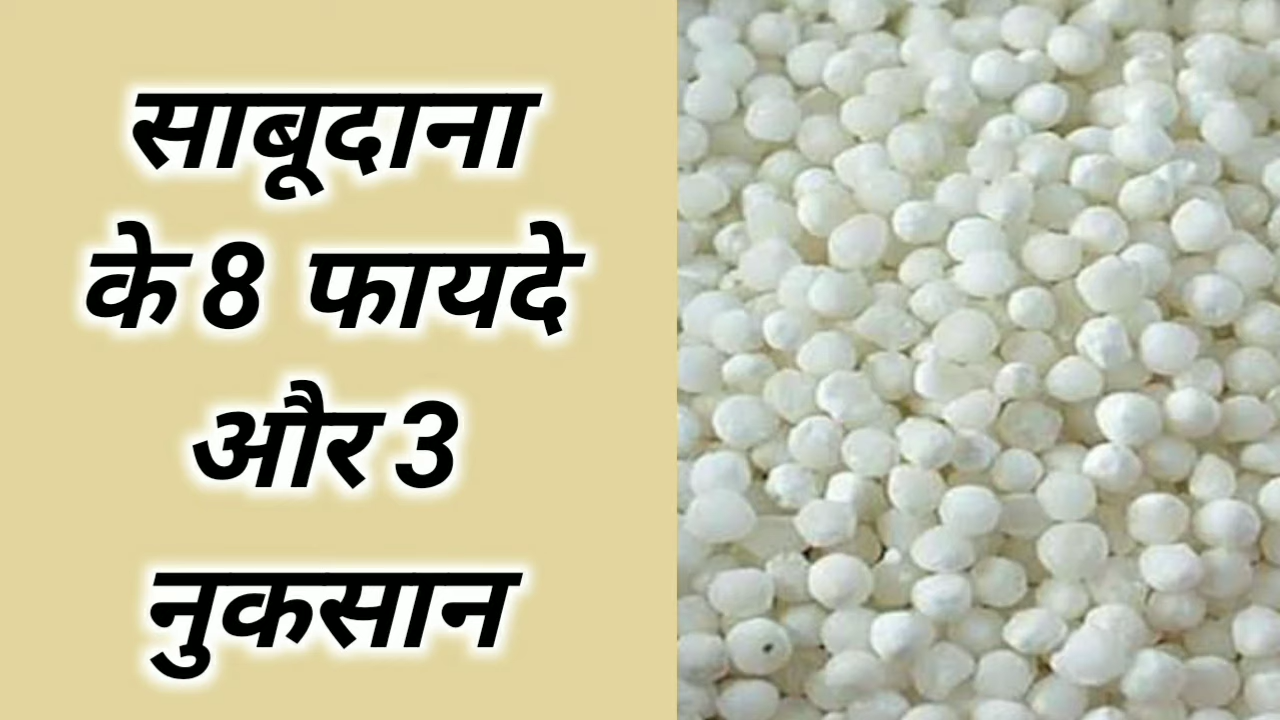 साबूदाना
के 8 फायदे
और 3
नुकसान